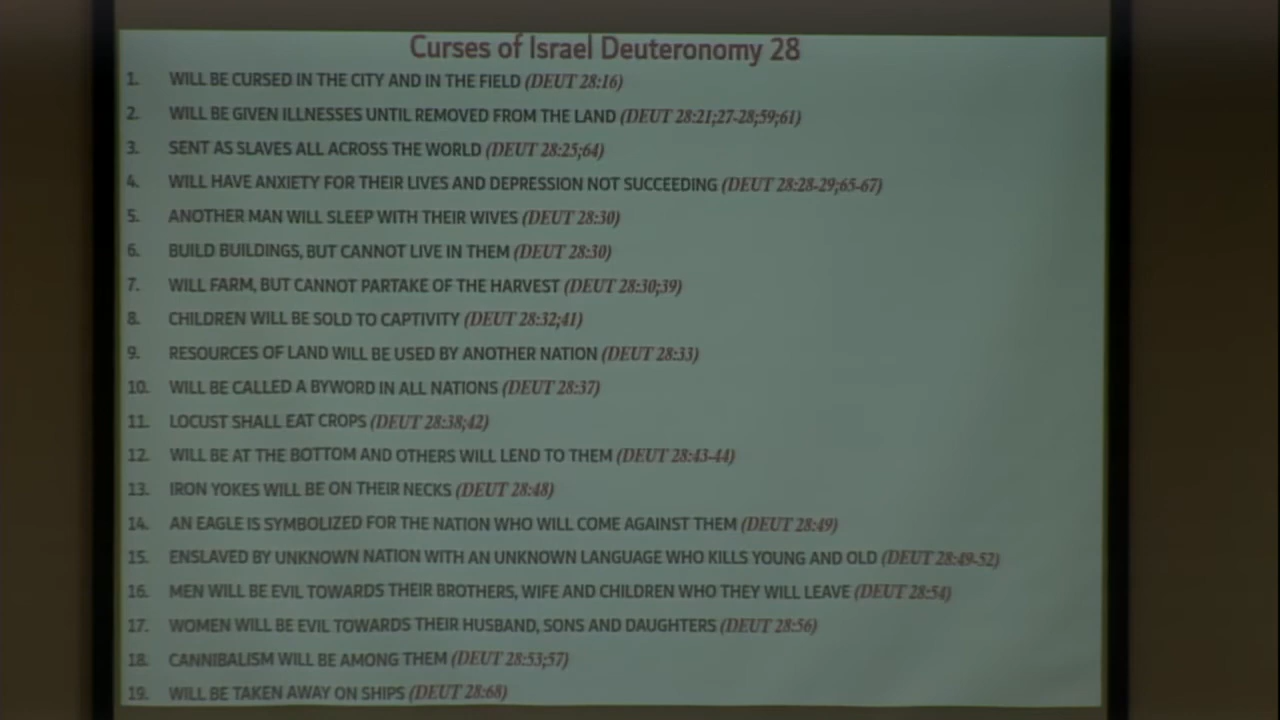 Curses of Israel Deuteronomy 28
1. WILL BE CURSED IN THE CITY AND IN THE FIELD (DEUT 28:16)
2. WILL BE GIVEN ILLNESSES UNTIL REMOVED FROM THE LAND (DEUT 28:21;27-28;59;61)
3. SENT AS SLAVES ALL ACROSS THE WORLD (DEUT 28:25;64)
4. WILL HAVE ANXIETY FOR THEIR LIVES AND DEPRESSION NOT SUCCEEDING (DEUT 28:28-29;65-67)
5. ANOTHER MAN WILL SLEEP WITH THEIR WIVES (DEUT 28:30)
6. BUILD BUILDINGS, BUT CANNOT LIVE IN THEM (DEUT 28:30)
7. WILL FARM, BUT CANNOT PARTAKE OF THE HARVEST (DEUT 28:30;39)
8. CHILDREN WILL BE SOLD TO CAPTIVITY (DEUT 28:32;41)
9. RESOURCES OF LAND WILL BE USED BY ANOTHER NATION (DEUT 28:33)
10. WILL BE CALLED A BYWORD IN ALL NATIONS (DEUT 28:37)
11. LOCUST SHALL EAT CROPS (DEUT 28:38;42)
12. WILL BE AT THE BOTTOM AND OTHERS WILL LEND TO THEM (DEUT 28:43-44)
13. IRON YOKES WILL BE ON THEIR NECKS (DEUT 28:48)
14. AN EAGLE IS SYMBOLIZED FOR THE NATION WHO WILL COME AGAINST THEM (DEUT 28:49)
15. ENSLAVED BY UNKNOWN NATION WITH AN UNKNOWN LANGUAGE WHO KILLS YOUNG AND OLD (DEUT 28:49-52)
16. MEN WILL BE EVIL TOWARDS THEIR BROTHERS, WIFE AND CHILDREN WHO THEY WILL LEAVE (DEUT 28:54)
17. WOMEN WILL BE EVIL TOWARDS THEIR HUSBAND, SONS AND DAUGHTERS (DEUT 28:56)
18. CANNIBALISM WILL BE AMONG THEM (DEUT 28:53;57)
19. WILL BE TAKEN AWAY ON SHIPS (DEUT 28:68)